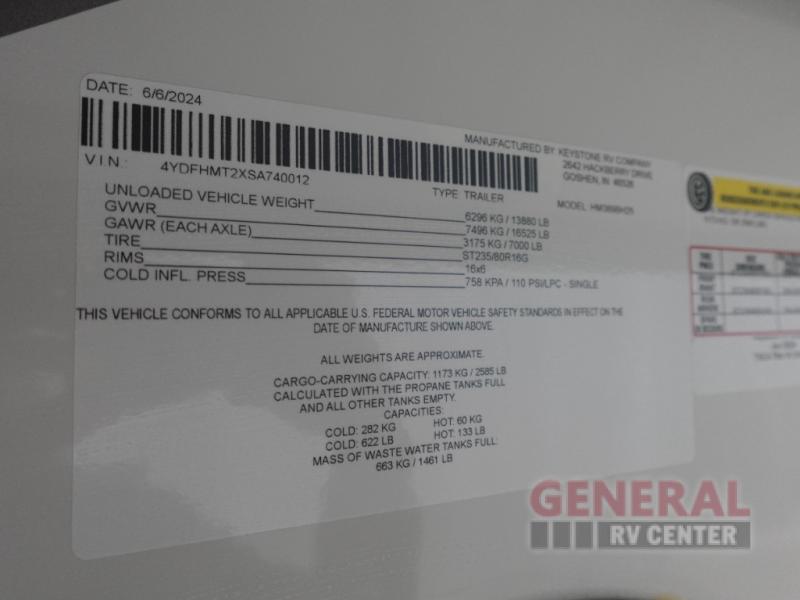 DATE: 6/6/2024
MANUFACTURED BY: KEYSTONE RV COMPANY
2642 HACKBERRY DRIVE
GOSHEN, IN 46526
VIN: 4YDFHMT2XSA740012
TYPE TRAILER
MODEL:
UNLOADED VEHICLE WEIGHT 6296 KG / 13880 LB
GVWR 7496 KG / 16525 LB
GAWR (EACH AXLE) 3175 KG / 7000 LB
TIRE ST235/80R16G
RIMS 16x6
COLD INFL. PRESS 758 KPA / 110 PSI/LPC - SINGLE
THIS VEHICLE CONFORMS TO ALL APPLICABLE U.S. FEDERAL MOTOR VEHICLE SAFETY STANDARDS IN EFFECT ON THE
DATE OF MANUFACTURE SHOWN ABOVE.
ALL WEIGHTS ARE APPROXIMATE.
CARGO-CARRYING CAPACITY: 1173 KG / 2585 LB
CALCULATED WITH THE PROPANE TANKS FULL
AND ALL OTHER TANKS EMPTY.
CAPACITIES:
COLD: 282 KG HOT: 60 KG
COLD: 622 LB HOT: 133 LB
MASS OF WASTE WATER TANKS FULL:
663 KG / 1461 LB
GENERAL
RV CENTER